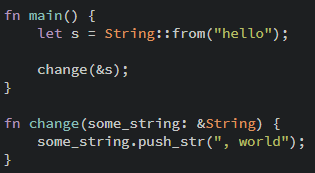 fn main() {
    let s = String::from("hello");

    change(&s);
}

fn change(some_string: &String) {
    some_string.push_str(", world");
}